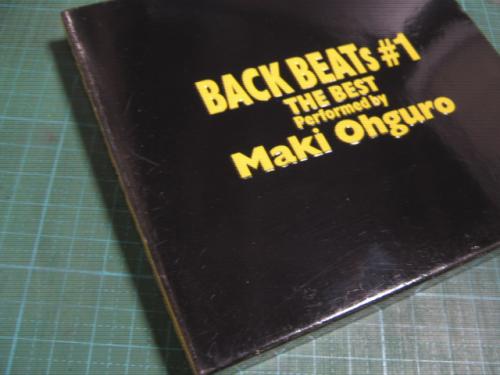 BACK BEATs #1
THE BEST
Performed by
Maki Ohguro